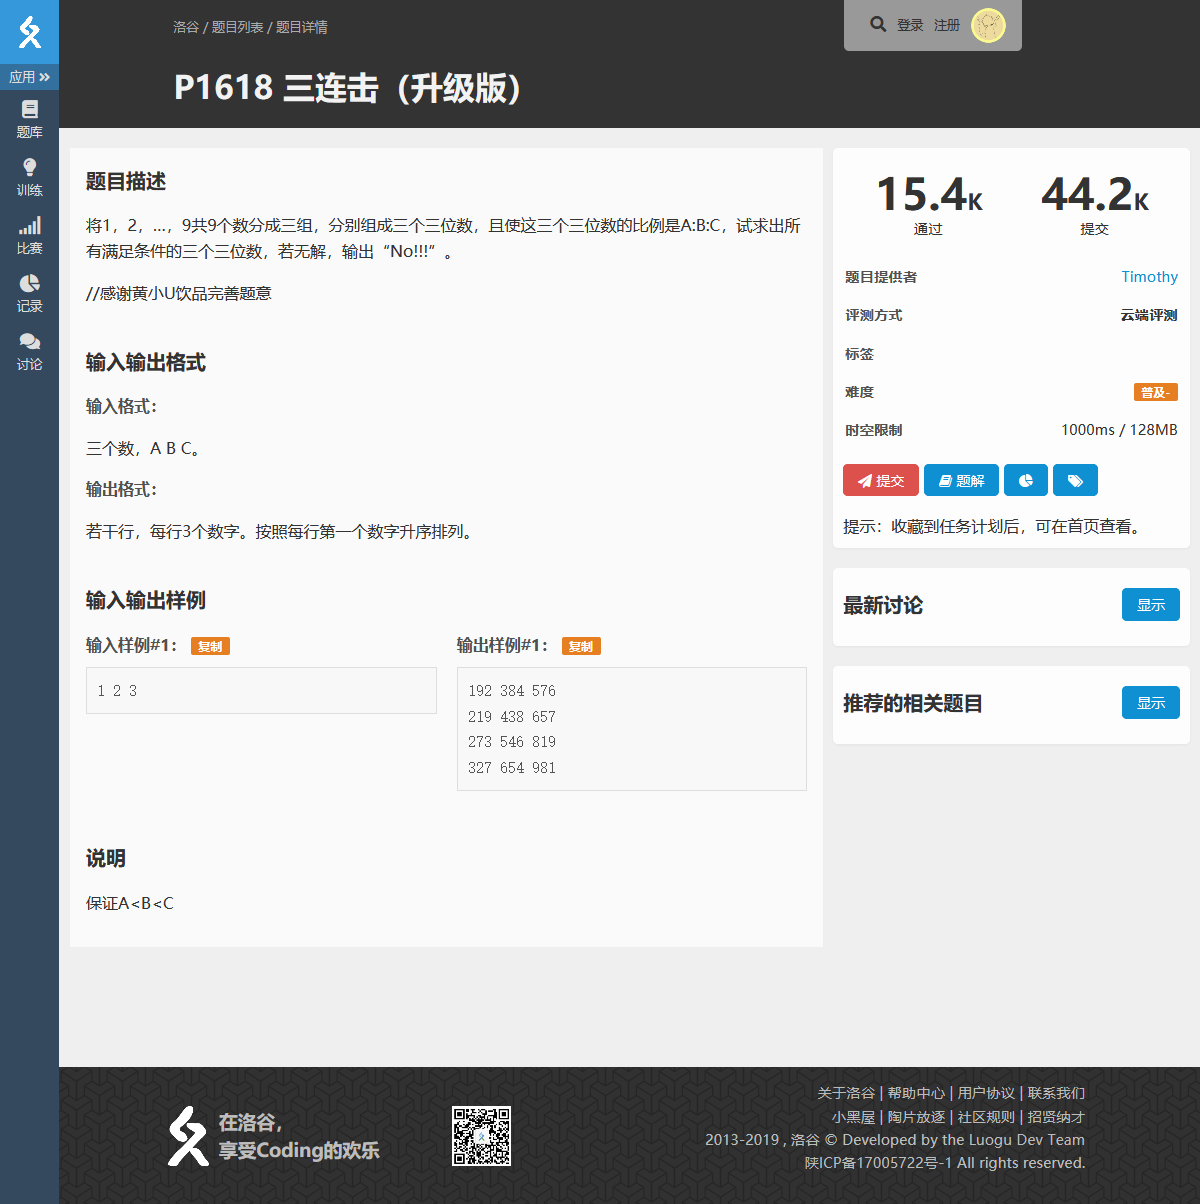 洛谷 / 题目列表 / 题目详情
登录 注册
应用
P1618 三连击（升级版）
题库
训练
比赛
记录
讨论
题目描述
将1，2，…，9共9个数分成三组，分别组成三个三位数，且使这三个三位数的比例是A:B:C，试求出所
有满足条件的三个三位数，若无解，输出“No!!!”。
//感谢黄小U饮品完善题意
输入输出格式
输入格式：
三个数，A B C。
输出格式：
若干行，每行3个数字。按照每行第一个数字升序排列。
输入输出样例
输入样例#1： 复制
1 2 3
输出样例#1： 复制
192 384 576
219 438 657
273 546 819
327 654 981
说明
保证A<B<C
15.4K 44.2K
通过 提交
题目提供者 Timothy
评测方式 云端评测
标签
难度 普及-
时空限制 1000ms / 128MB
提交 题解
提示：收藏到任务计划后，可在首页查看。
最新讨论 显示
推荐的相关题目 显示
在洛谷，
享受Coding的欢乐
关于洛谷 | 帮助中心 | 用户协议 | 联系我们
小黑屋 | 陶片放逐 | 社区规则 | 招贤纳才
2013-2019 , 洛谷 © Developed by the Luogu Dev Team
陕ICP备17005722号-1 All rights reserved.